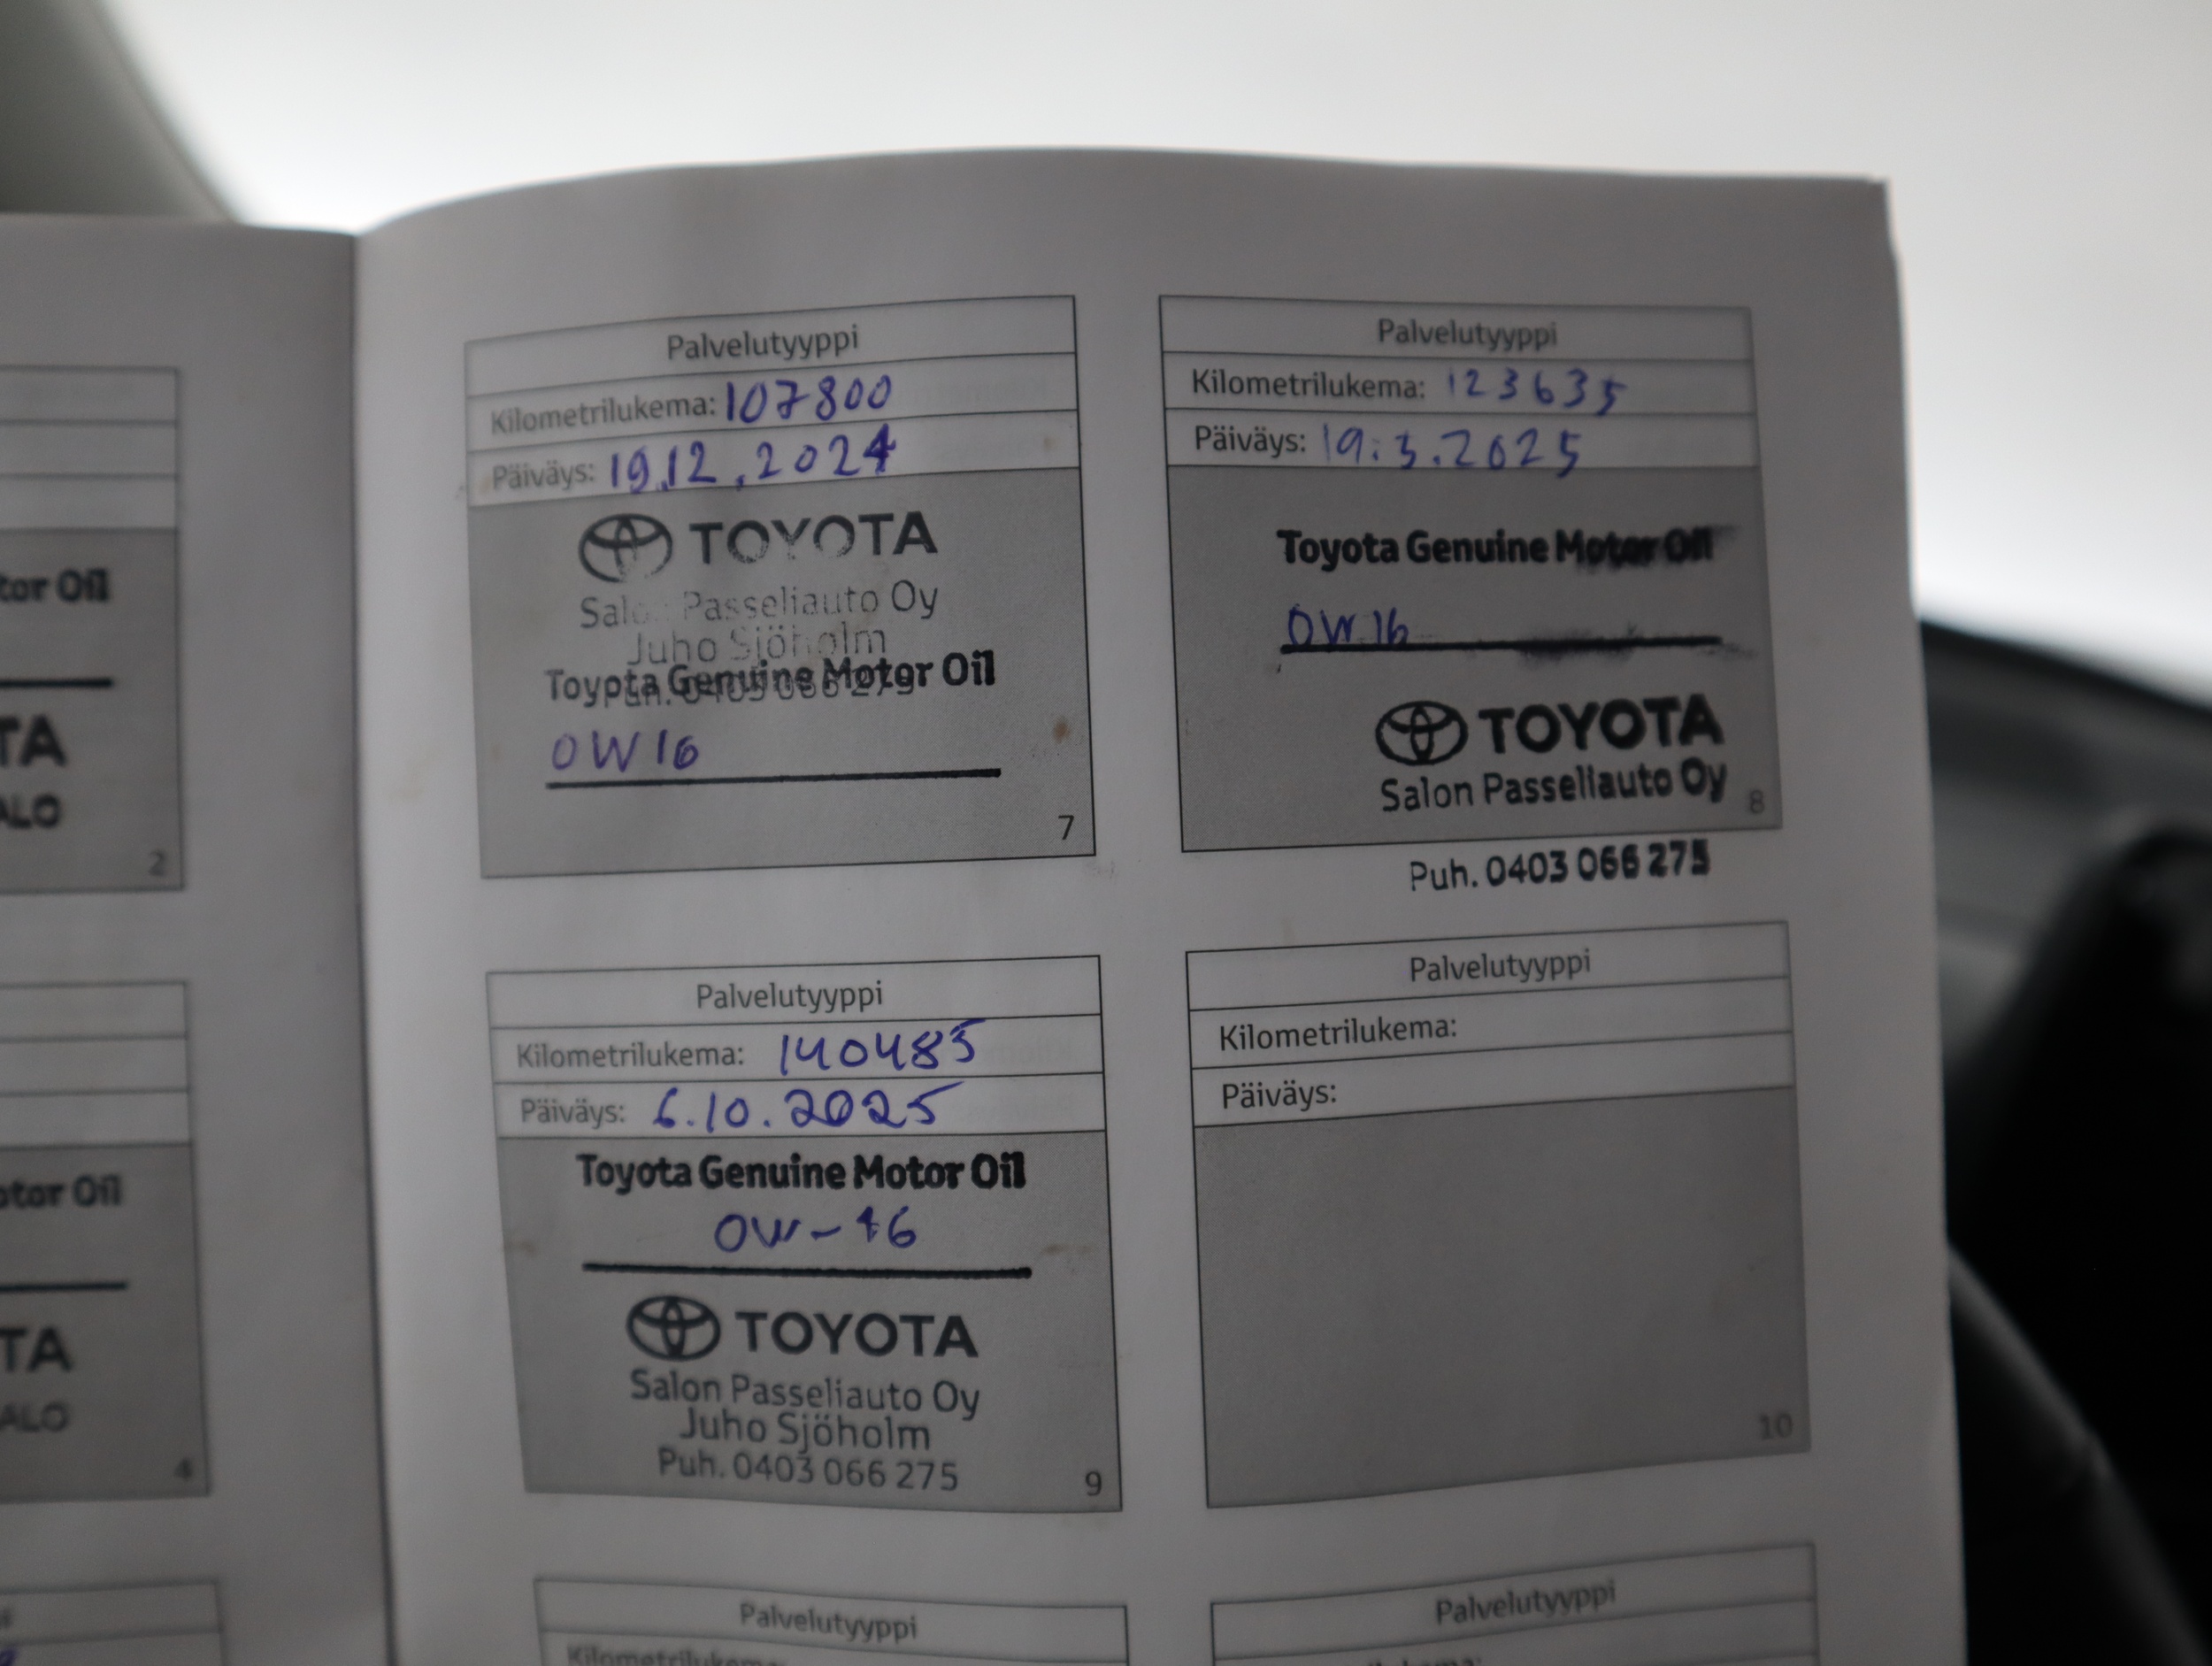 tor Oil
TA
ALO
2
otor Oil
TA
ALO
4
Palvelutyyppi
Kilometrilukema: 107800
Päiväys: 19.12.2024
TOYOTA
Salon Passeliauto Oy
Juho Sjöholm
Toyota Genuine Motor Oil
0W16
7
Palvelutyyppi
Kilometrilukema: 123635
Päiväys: 19.3.2025
Toyota Genuine Motor Oil
0W16
TOYOTA
Salon Passeliauto Oy
8
Puh. 0403 066 275
Palvelutyyppi
Kilometrilukema: 140485
Päiväys: 6.10.2025
Toyota Genuine Motor Oil
0W-16
TOYOTA
Salon Passeliauto Oy
Juho Sjöholm
Puh. 0403 066 275
9
Palvelutyyppi
Kilometrilukema:
Päiväys:
10
Palvelutyyppi
Palvelutyyppi